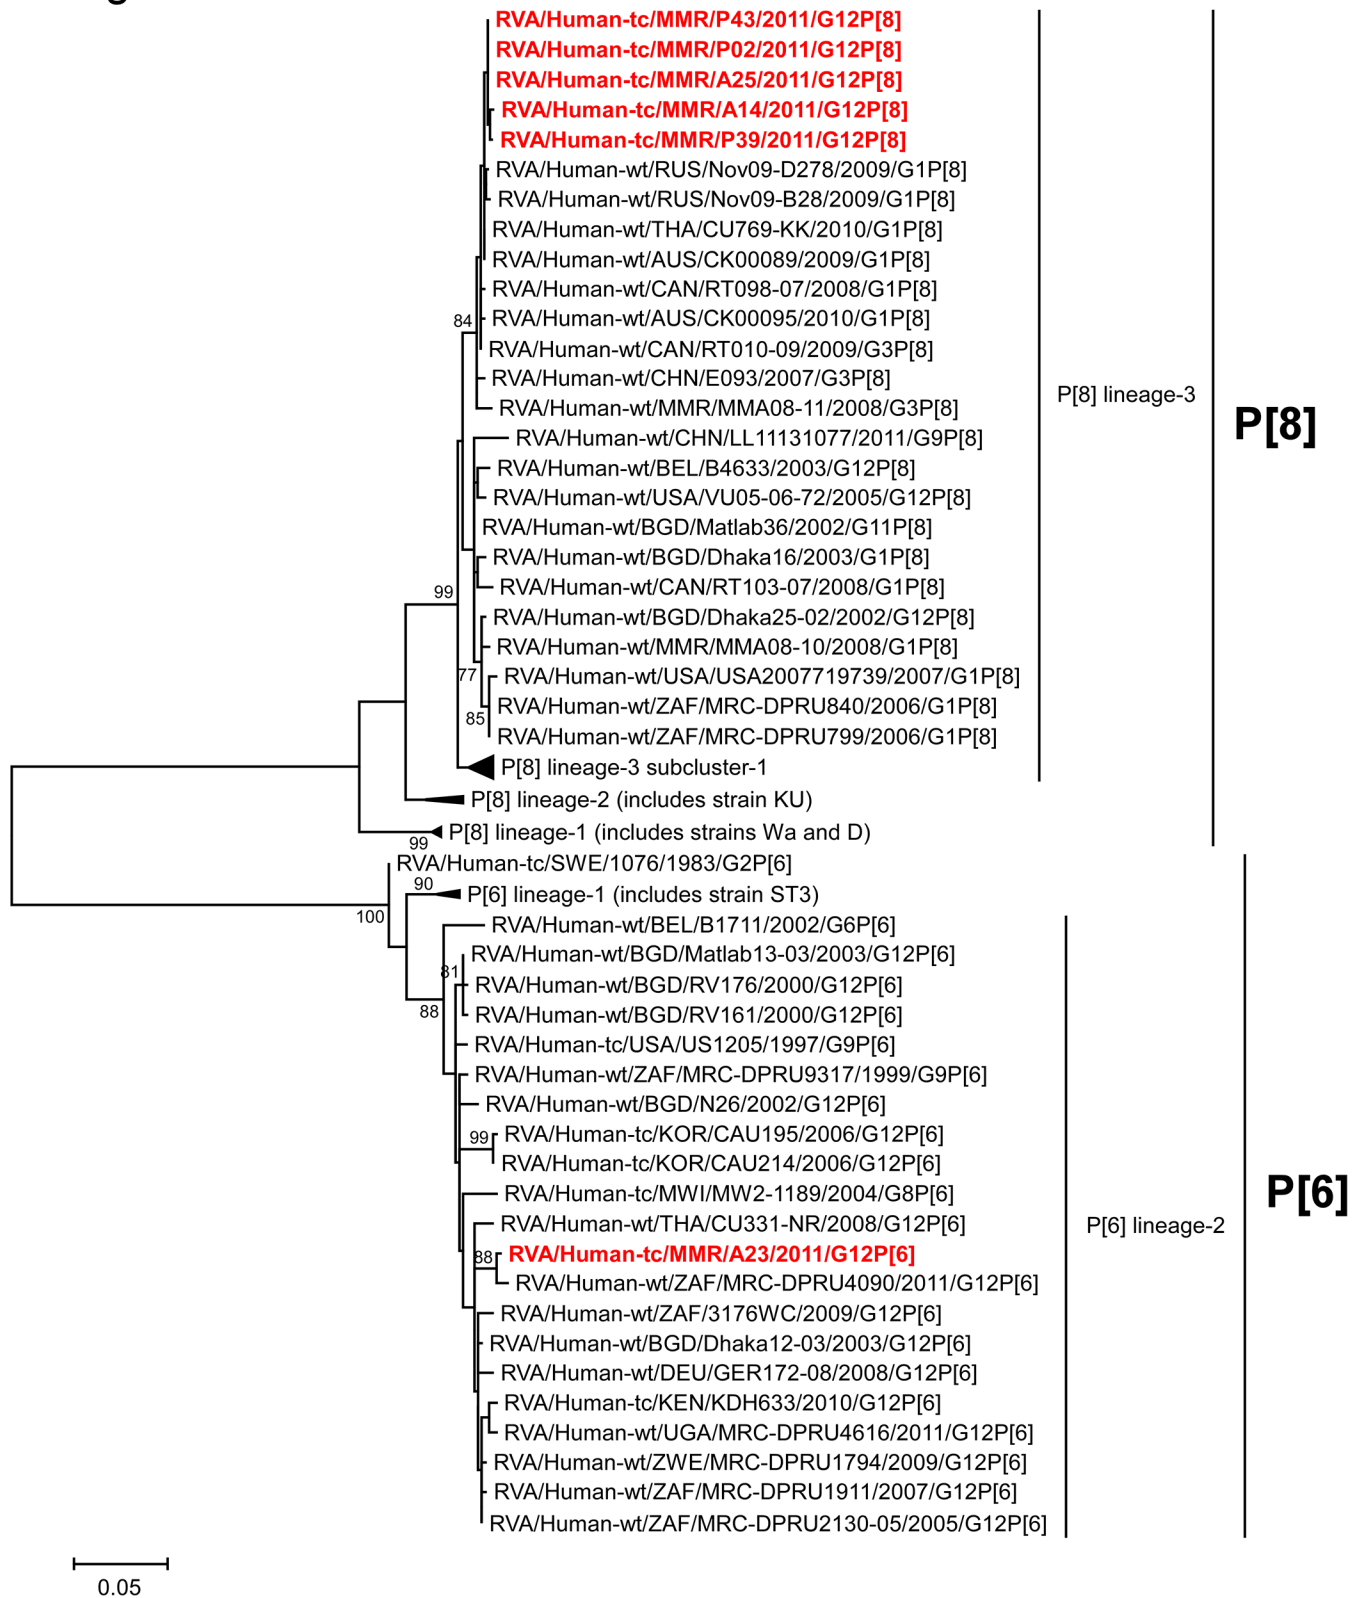 RVA/Human-tc/MMR/P43/2011/G12P[8]
RVA/Human-tc/MMR/P02/2011/G12P[8]
RVA/Human-tc/MMR/A25/2011/G12P[8]
RVA/Human-tc/MMR/A14/2011/G12P[8]
RVA/Human-tc/MMR/P39/2011/G12P[8]
RVA/Human-wt/RUS/Nov09-D278/2009/G1P[8]
RVA/Human-wt/RUS/Nov09-B28/2009/G1P[8]
RVA/Human-wt/THA/CU769-KK/2010/G1P[8]
RVA/Human-wt/AUS/CK00089/2009/G1P[8]
RVA/Human-wt/CAN/RT098-07/2008/G1P[8]
84
RVA/Human-wt/AUS/CK00095/2010/G1P[8]
RVA/Human-wt/CAN/RT010-09/2009/G3P[8]
RVA/Human-wt/CHN/E093/2007/G3P[8]
P[8] lineage-3
RVA/Human-wt/MMR/MMA08-11/2008/G3P[8]
P[8]
RVA/Human-wt/CHN/LL11131077/2011/G9P[8]
RVA/Human-wt/BEL/B4633/2003/G12P[8]
RVA/Human-wt/USA/VU05-06-72/2005/G12P[8]
RVA/Human-wt/BGD/Matlab36/2002/G11P[8]
RVA/Human-wt/BGD/Dhaka16/2003/G1P[8]
99
RVA/Human-wt/CAN/RT103-07/2008/G1P[8]
RVA/Human-wt/BGD/Dhaka25-02/2002/G12P[8]
RVA/Human-wt/MMR/MMA08-10/2008/G1P[8]
77
RVA/Human-wt/USA/USA2007719739/2007/G1P[8]
RVA/Human-wt/ZAF/MRC-DPRU840/2006/G1P[8]
85
RVA/Human-wt/ZAF/MRC-DPRU799/2006/G1P[8]
P[8] lineage-3 subcluster-1
P[8] lineage-2 (includes strain KU)
P[8] lineage-1 (includes strains Wa and D)
99
RVA/Human-tc/SWE/1076/1983/G2P[6]
90
P[6] lineage-1 (includes strain ST3)
100
RVA/Human-wt/BEL/B1711/2002/G6P[6]
RVA/Human-wt/BGD/Matlab13-03/2003/G12P[6]
81
RVA/Human-wt/BGD/RV176/2000/G12P[6]
88
RVA/Human-wt/BGD/RV161/2000/G12P[6]
RVA/Human-tc/USA/US1205/1997/G9P[6]
RVA/Human-wt/ZAF/MRC-DPRU9317/1999/G9P[6]
RVA/Human-wt/BGD/N26/2002/G12P[6]
99
RVA/Human-tc/KOR/CAU195/2006/G12P[6]
RVA/Human-tc/KOR/CAU214/2006/G12P[6]
RVA/Human-tc/MWI/MW2-1189/2004/G8P[6]
P[6]
RVA/Human-wt/THA/CU331-NR/2008/G12P[6]
P[6] lineage-2
88
RVA/Human-tc/MMR/A23/2011/G12P[6]
RVA/Human-wt/ZAF/MRC-DPRU4090/2011/G12P[6]
RVA/Human-wt/ZAF/3176WC/2009/G12P[6]
RVA/Human-wt/BGD/Dhaka12-03/2003/G12P[6]
RVA/Human-wt/DEU/GER172-08/2008/G12P[6]
RVA/Human-tc/KEN/KDH633/2010/G12P[6]
RVA/Human-wt/UGA/MRC-DPRU4616/2011/G12P[6]
RVA/Human-wt/ZWE/MRC-DPRU1794/2009/G12P[6]
RVA/Human-wt/ZAF/MRC-DPRU1911/2007/G12P[6]
RVA/Human-wt/ZAF/MRC-DPRU2130-05/2005/G12P[6]
0.05